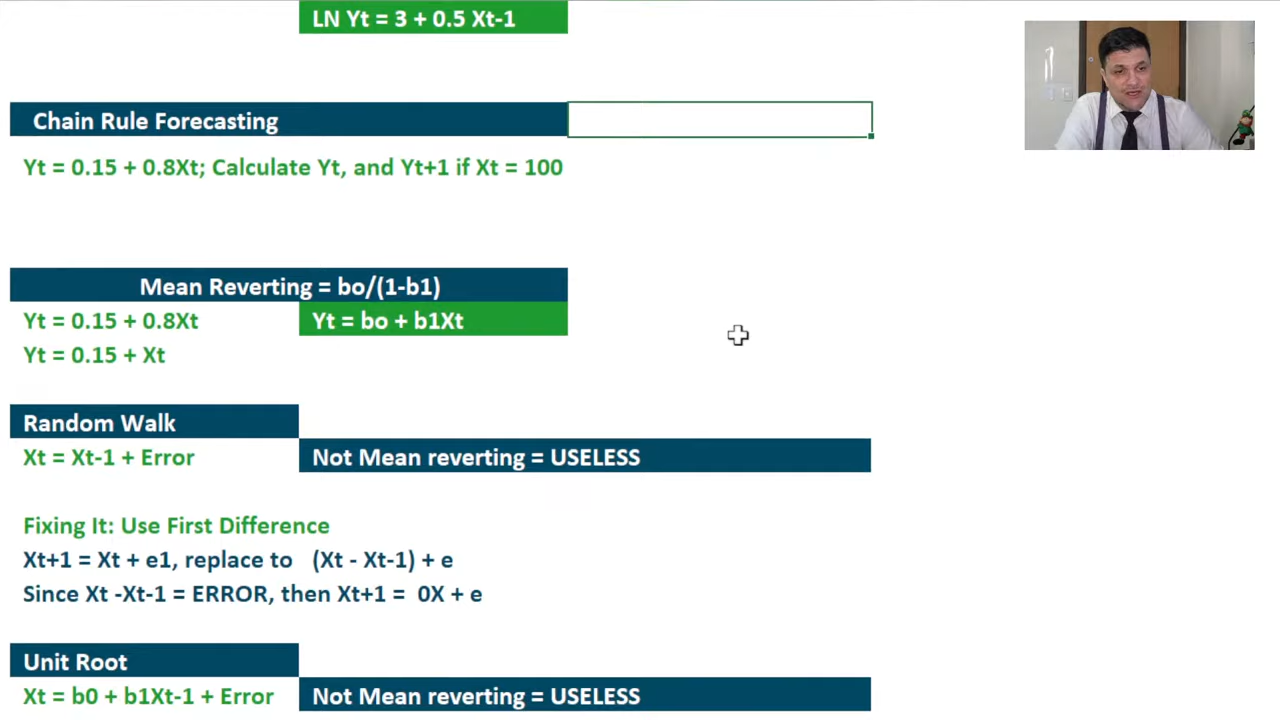 LN Yt = 3 + 0.5 Xt-1
Chain Rule Forecasting
Yt = 0.15 + 0.8Xt; Calculate Yt, and Yt+1 if Xt = 100
Mean Reverting = bo/(1-b1)
Yt = 0.15 + 0.8Xt
Yt = bo + b1Xt
Yt = 0.15 + Xt
Random Walk
Xt = Xt-1 + Error
Not Mean reverting = USELESS
Fixing It: Use First Difference
Xt+1 = Xt + e1, replace to (Xt - Xt-1) + e
Since Xt -Xt-1 = ERROR, then Xt+1 = 0X + e
Unit Root
Xt = b0 + b1Xt-1 + Error
Not Mean reverting = USELESS